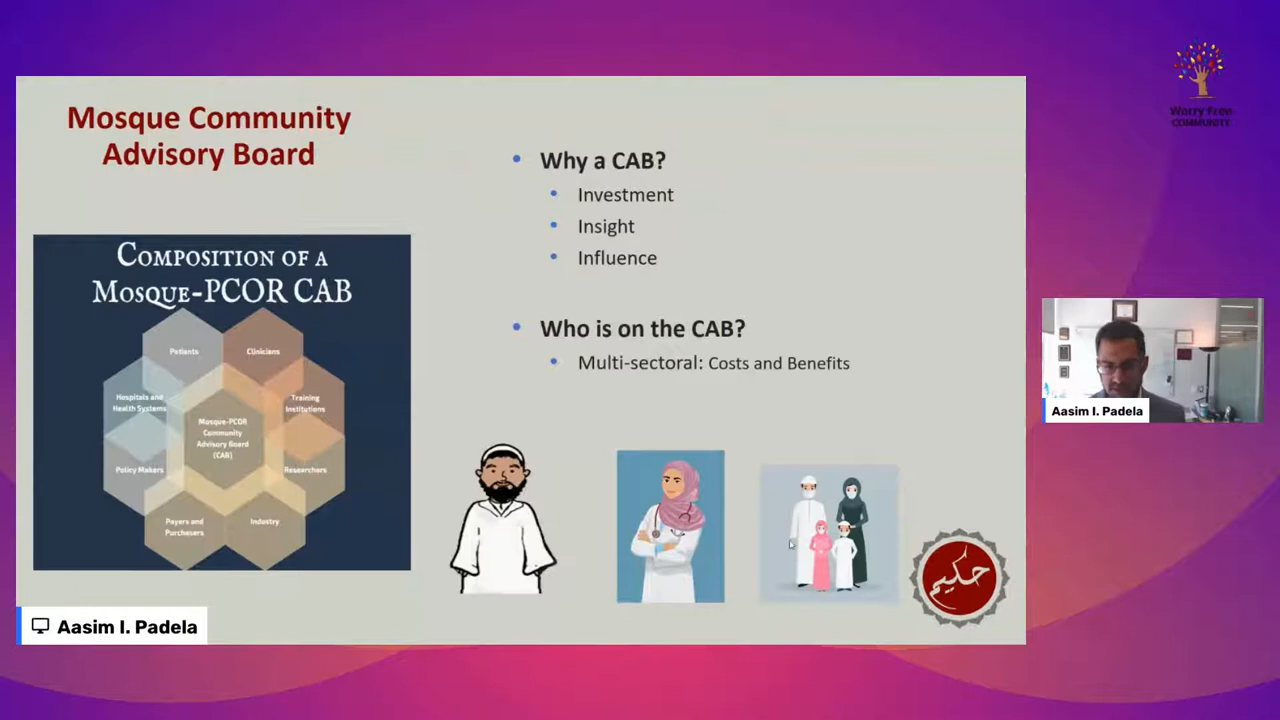 Mosque Community
Advisory Board
COMPOSITION OF A
MOSQUE-PCOR CAB
Patients
Clinicians
Hospitals and
Health Systems
Training
Institutions
Mosque-PCOR
Community
Advisory Board
(CAB)
Policy Makers
Researchers
Payers and
Purchasers
Industry
• Why a CAB?
• Investment
• Insight
• Influence
• Who is on the CAB?
• Multi-sectoral: Costs and Benefits
حكيم
Aasim I. Padela
Worry Free
COMMUNITY
Aasim I. Padela